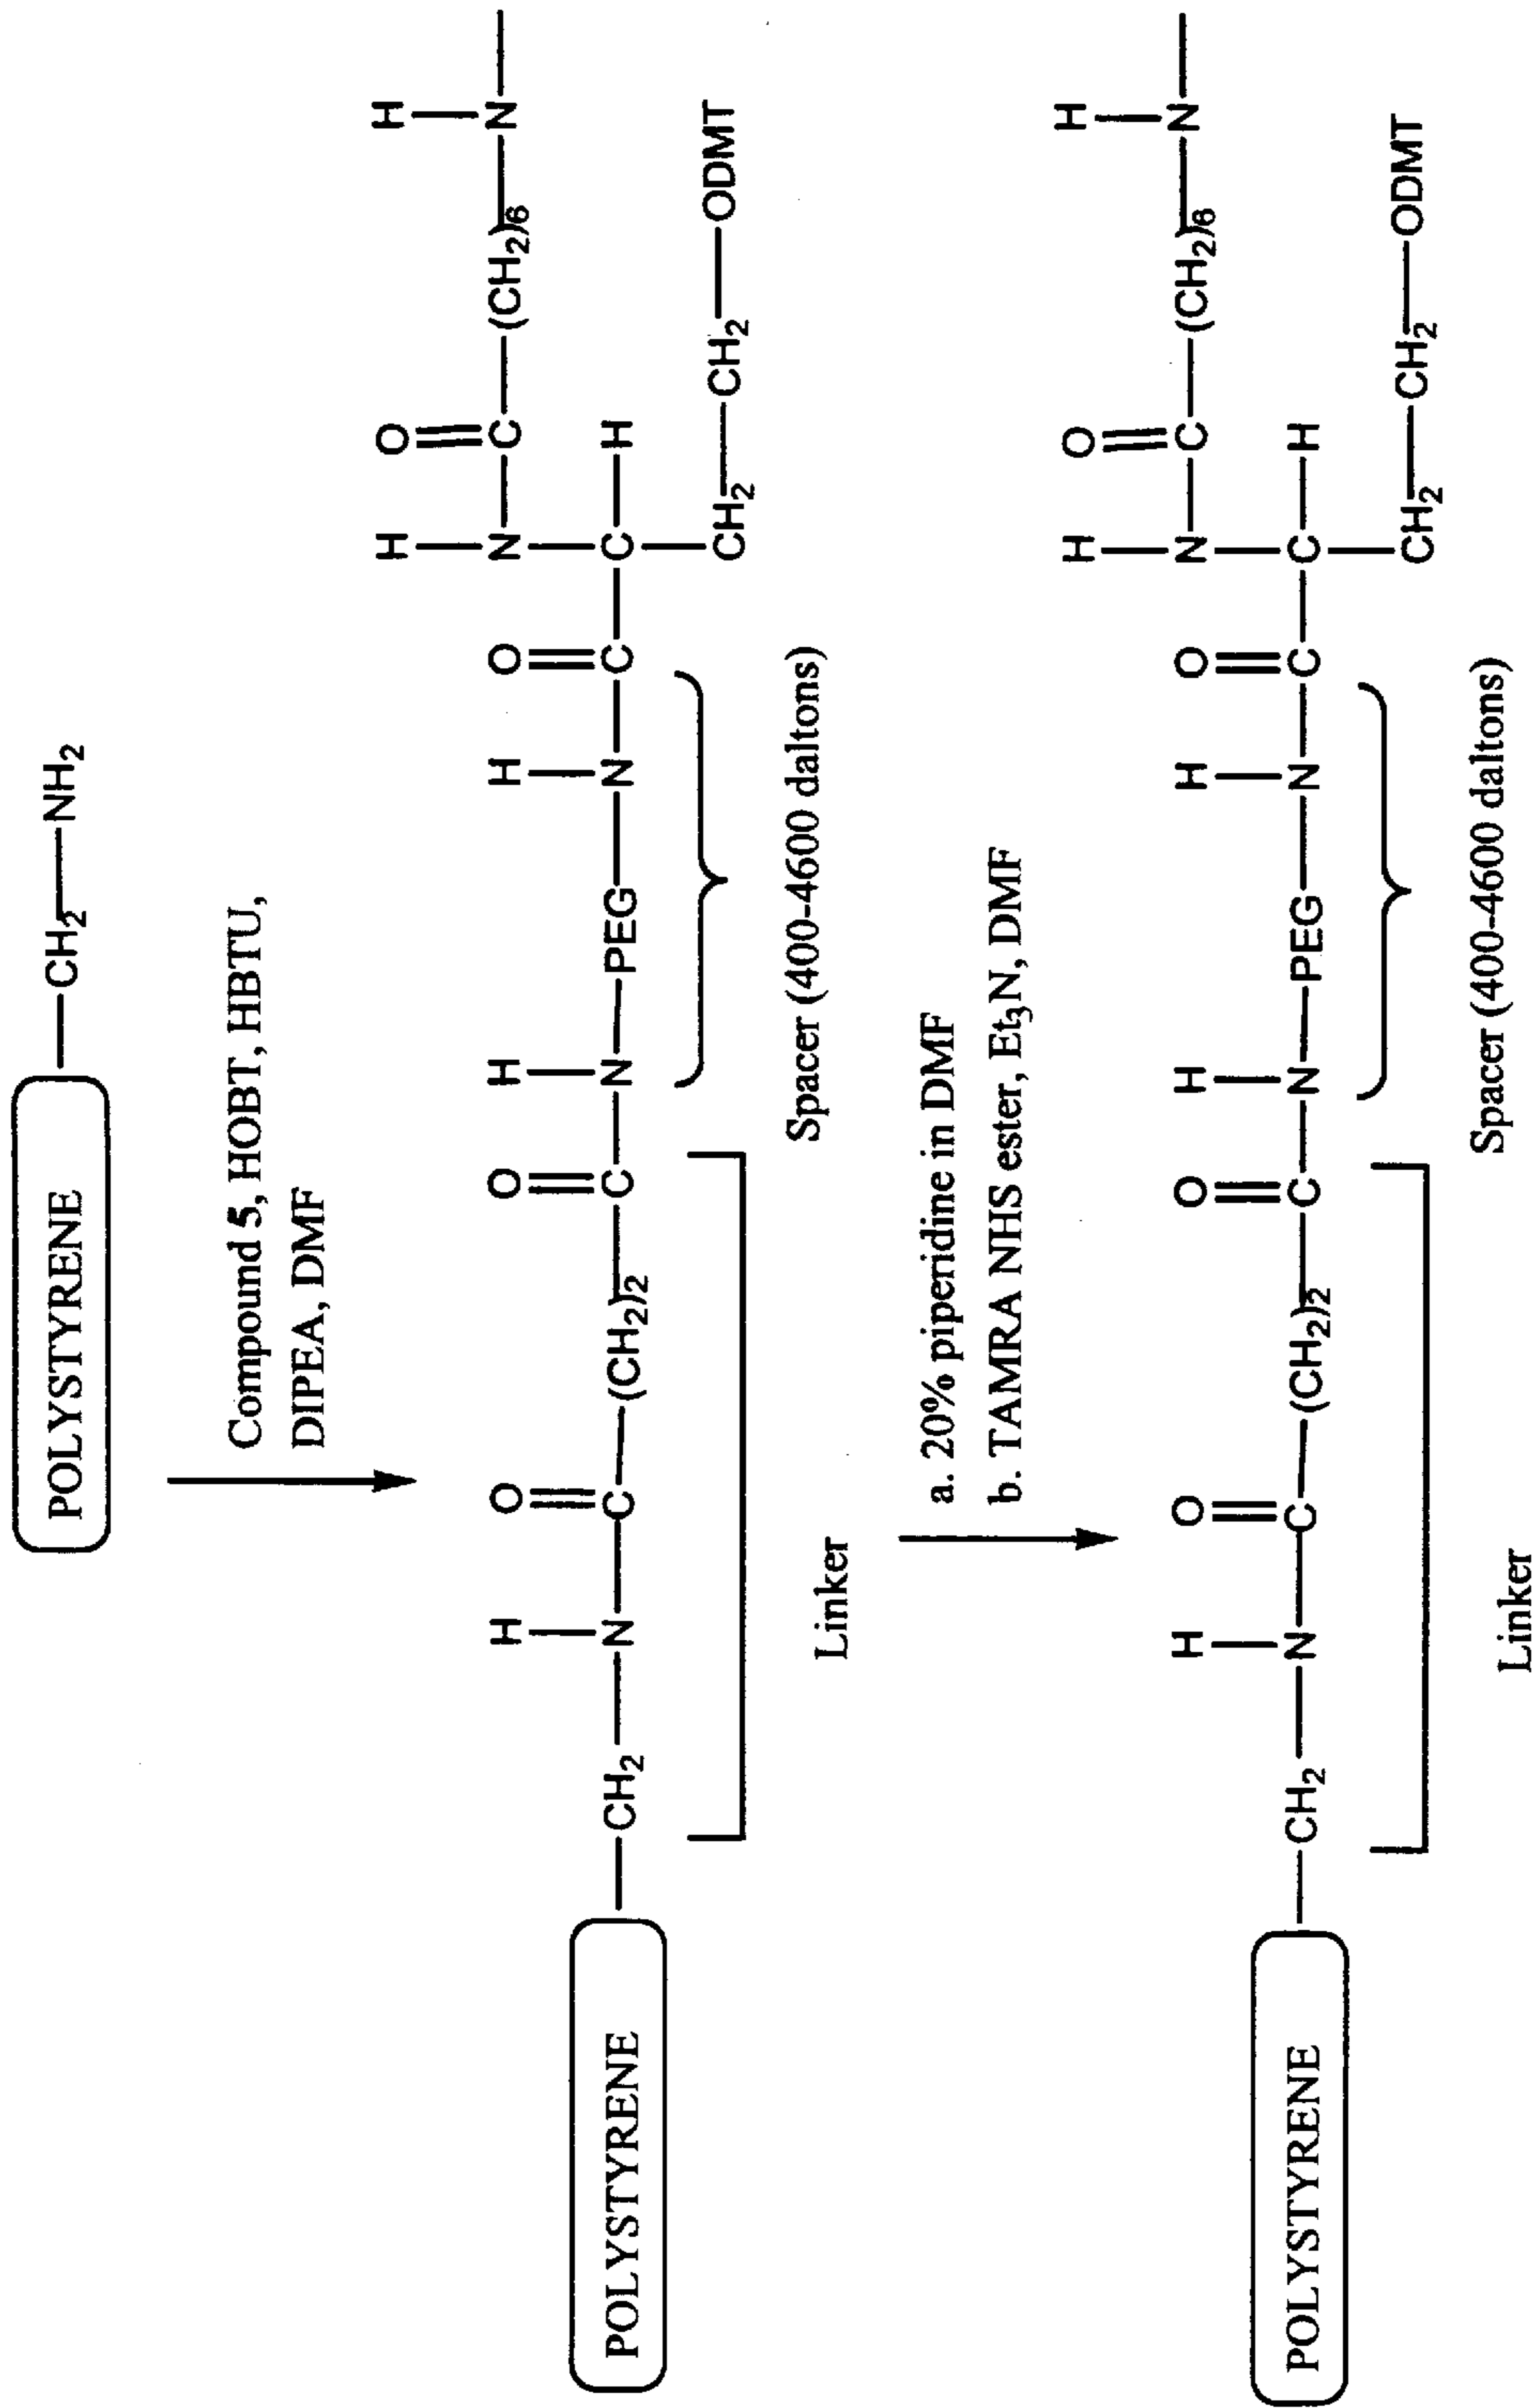 POLYSTYRENE CH₂ NH₂
Compound 5, HOBT, HBTU,
DIPEA, DMF
H O H
H O O H H O N C (CH₂)₆ N
POLYSTYRENE CH₂ N C (CH₂)₂ C N PEG N C C H
CH₂ CH₂ ODMT
Spacer (400-4600 daltons)
Linker
a. 20% piperidine in DMF
b. TAMRA NHS ester, Et₃N, DMF
H O H
H O O H H O N C (CH₂)₆ N
POLYSTYRENE CH₂ N C (CH₂)₂ C N PEG N C C H
CH₂ CH₂ ODMT
Spacer (400-4600 daltons)
Linker